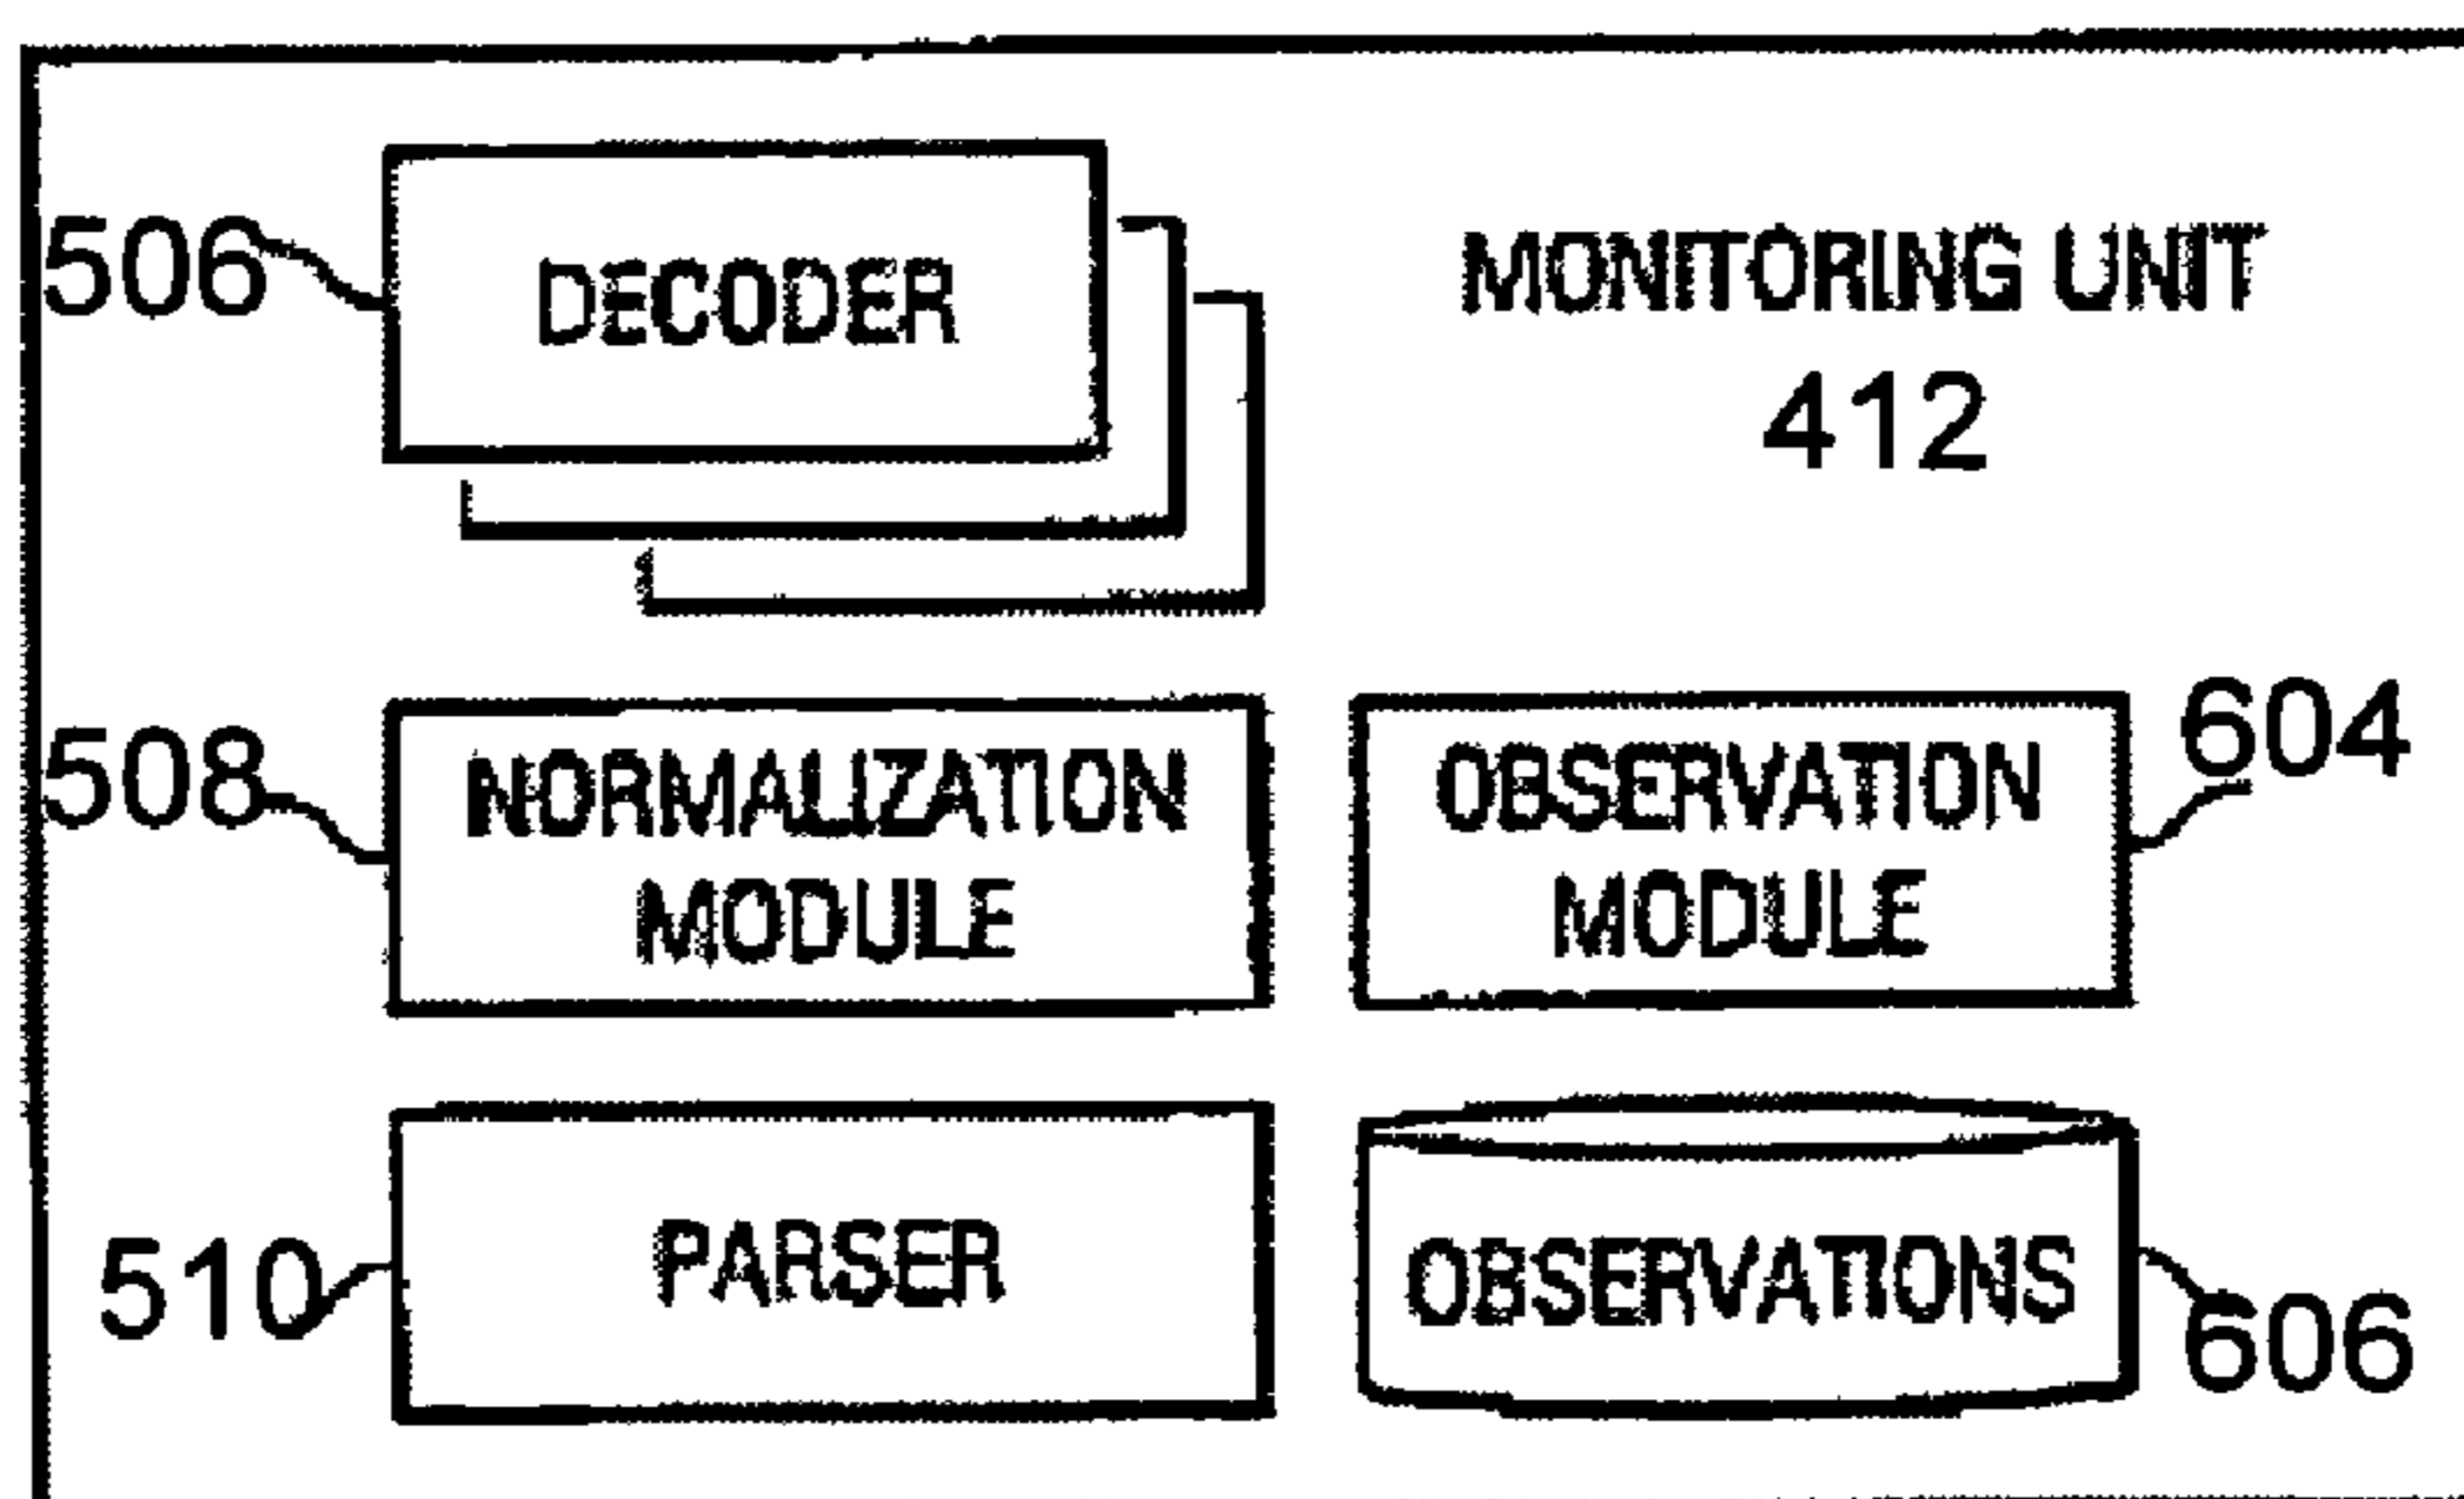 506
DECODER
MONITORING UNIT
412
508
NORMALIZATION
MODULE
OBSERVATION
MODULE
604
510
PARSER
OBSERVATIONS
606